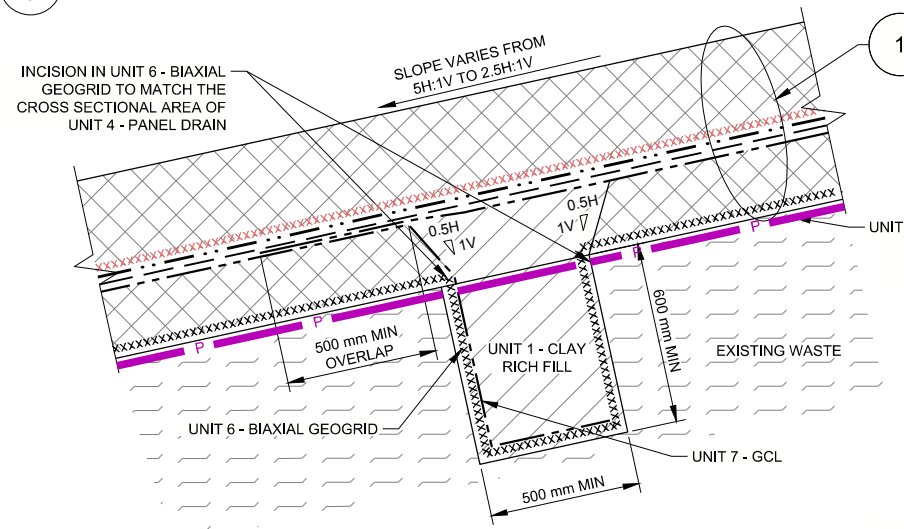 INCISION IN UNIT 6 - BIAXIAL
GEOGRID TO MATCH THE
CROSS SECTIONAL AREA OF
UNIT 4 - PANEL DRAIN
SLOPE VARIES FROM
5H:1V TO 2.5H:1V
1
0.5H
1V
0.5H
1V
UNIT
P
P
P
P
500 mm MIN
OVERLAP
UNIT 1 - CLAY
RICH FILL
600 mm MIN
EXISTING WASTE
UNIT 6 - BIAXIAL GEOGRID
UNIT 7 - GCL
500 mm MIN